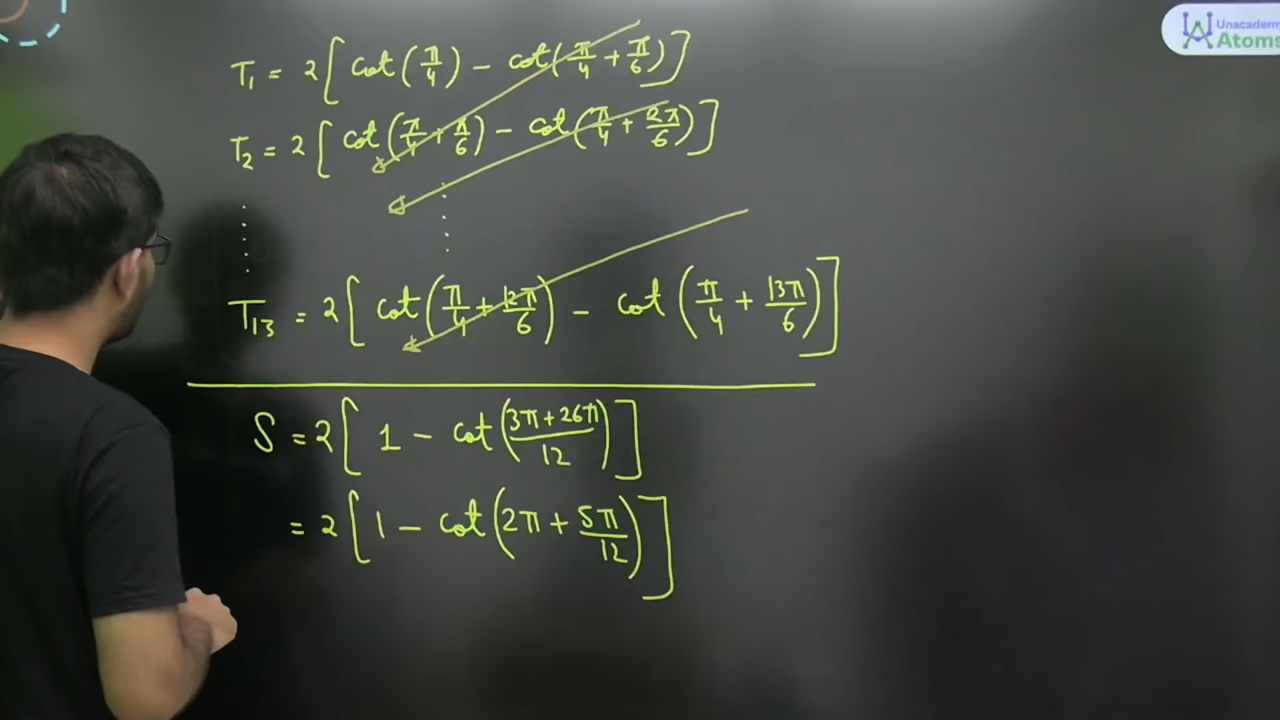 Unacademy
Atoms
T₁ = 2[cot(π/4) − cot(π/4 + π/6)]
T₂ = 2[cot(π/4 + π/6) − cot(π/4 + 2π/6)]
T₁₃ = 2[cot(π/4 + 12π/6) − cot(π/4 + 13π/6)]
S = 2[1 − cot((3π+26π)/12)]
= 2[1 − cot(2π + 5π/12)]